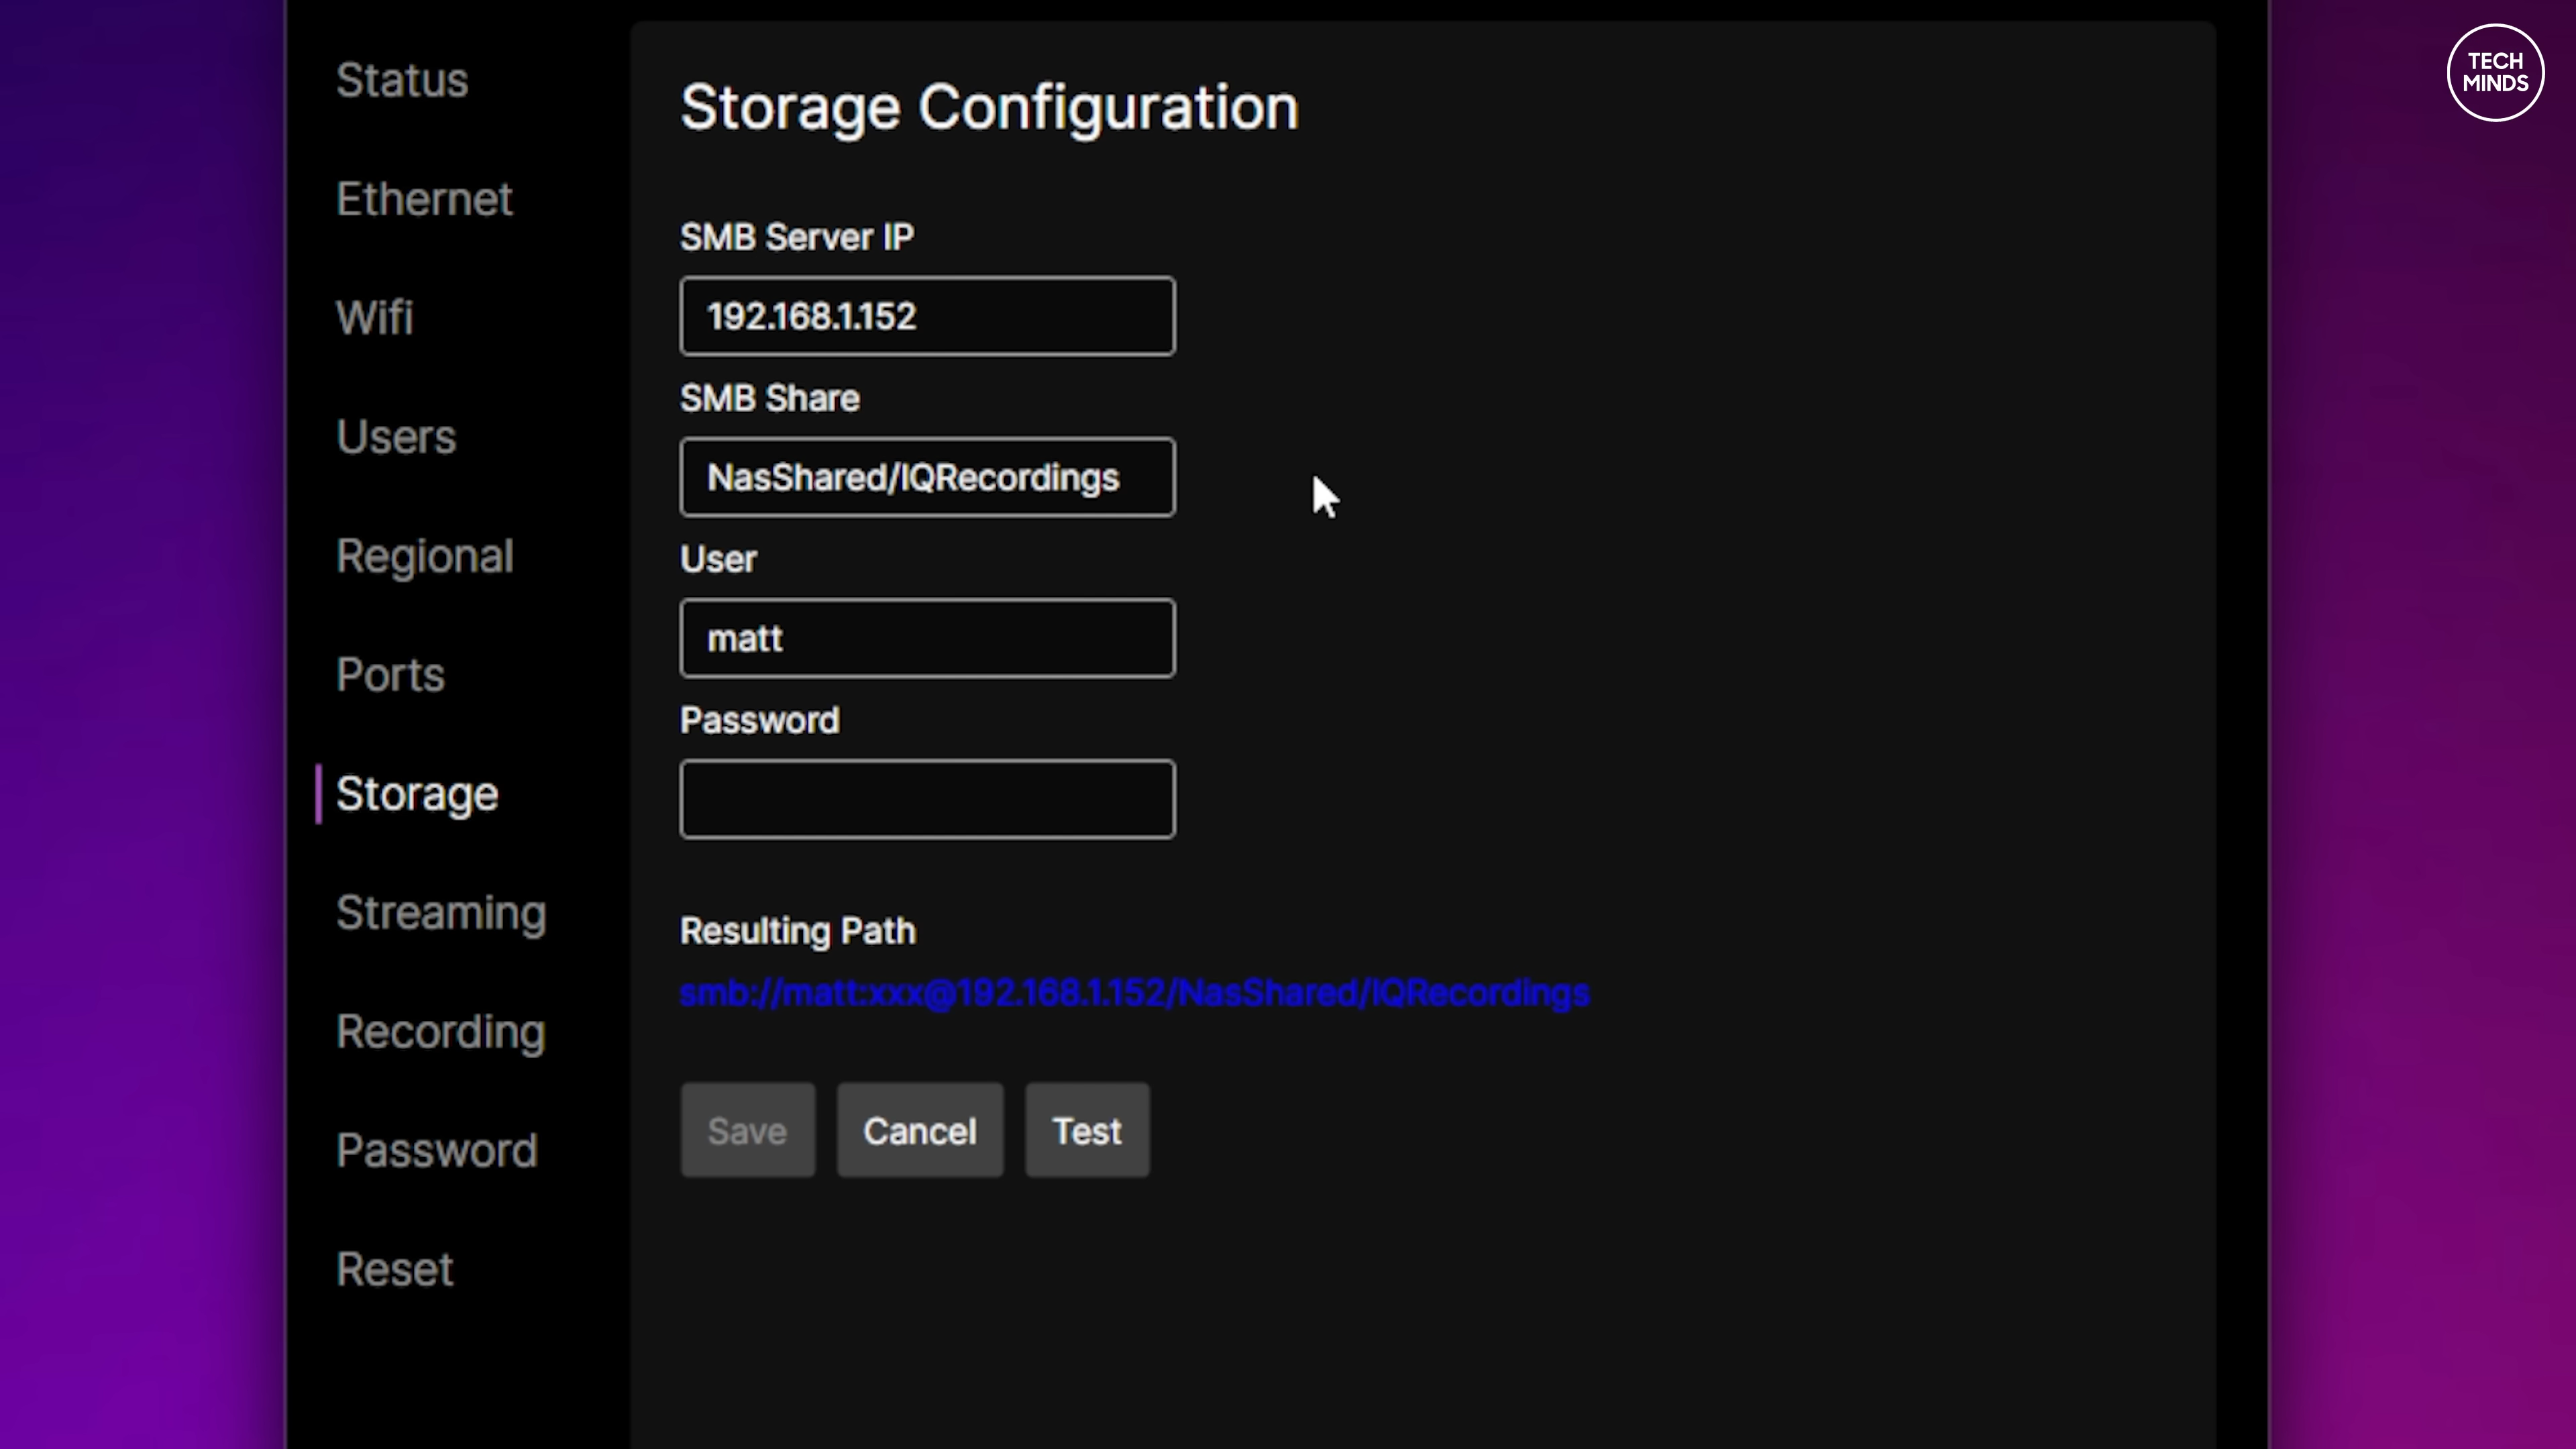 TECH
MINDS
Status
Ethernet
Wifi
Users
Regional
Ports
Storage
Streaming
Recording
Password
Reset
Storage Configuration
SMB Server IP
192.168.1.152
SMB Share
NasShared/IQRecordings
User
matt
Password
Resulting Path
smb://matt:xxx@192.168.1.152/NasShared/IQRecordings
Save Cancel Test